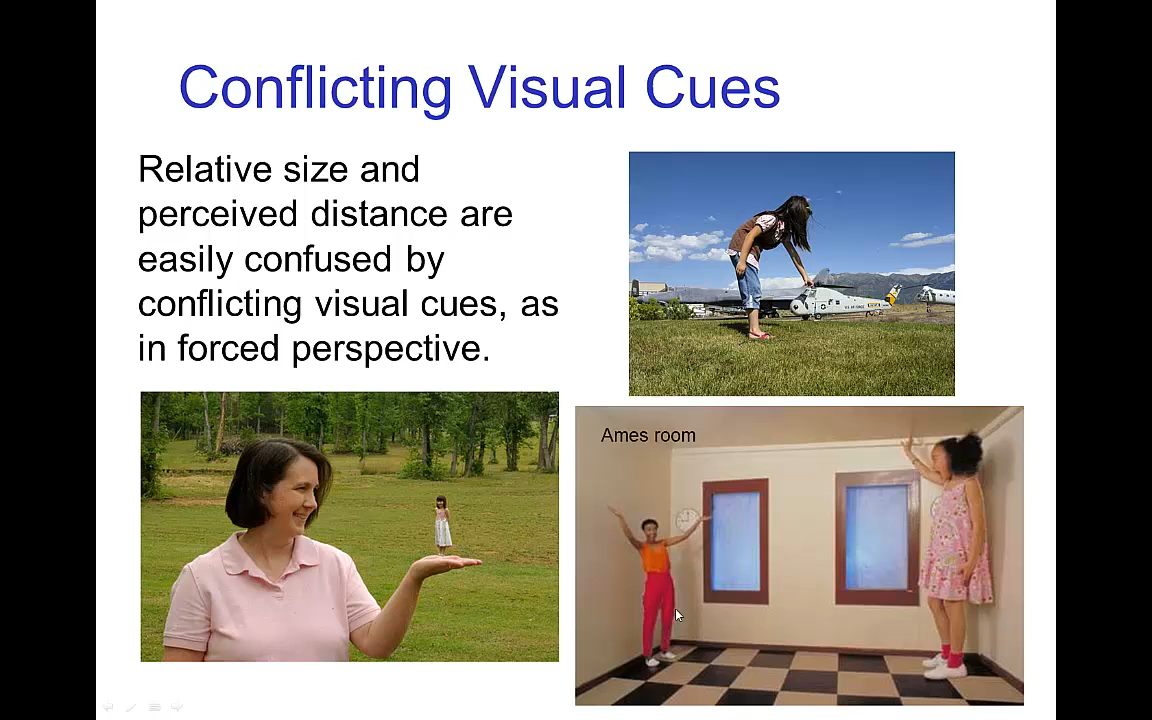 Conflicting Visual Cues
Relative size and
perceived distance are
easily confused by
conflicting visual cues, as
in forced perspective.
Ames room